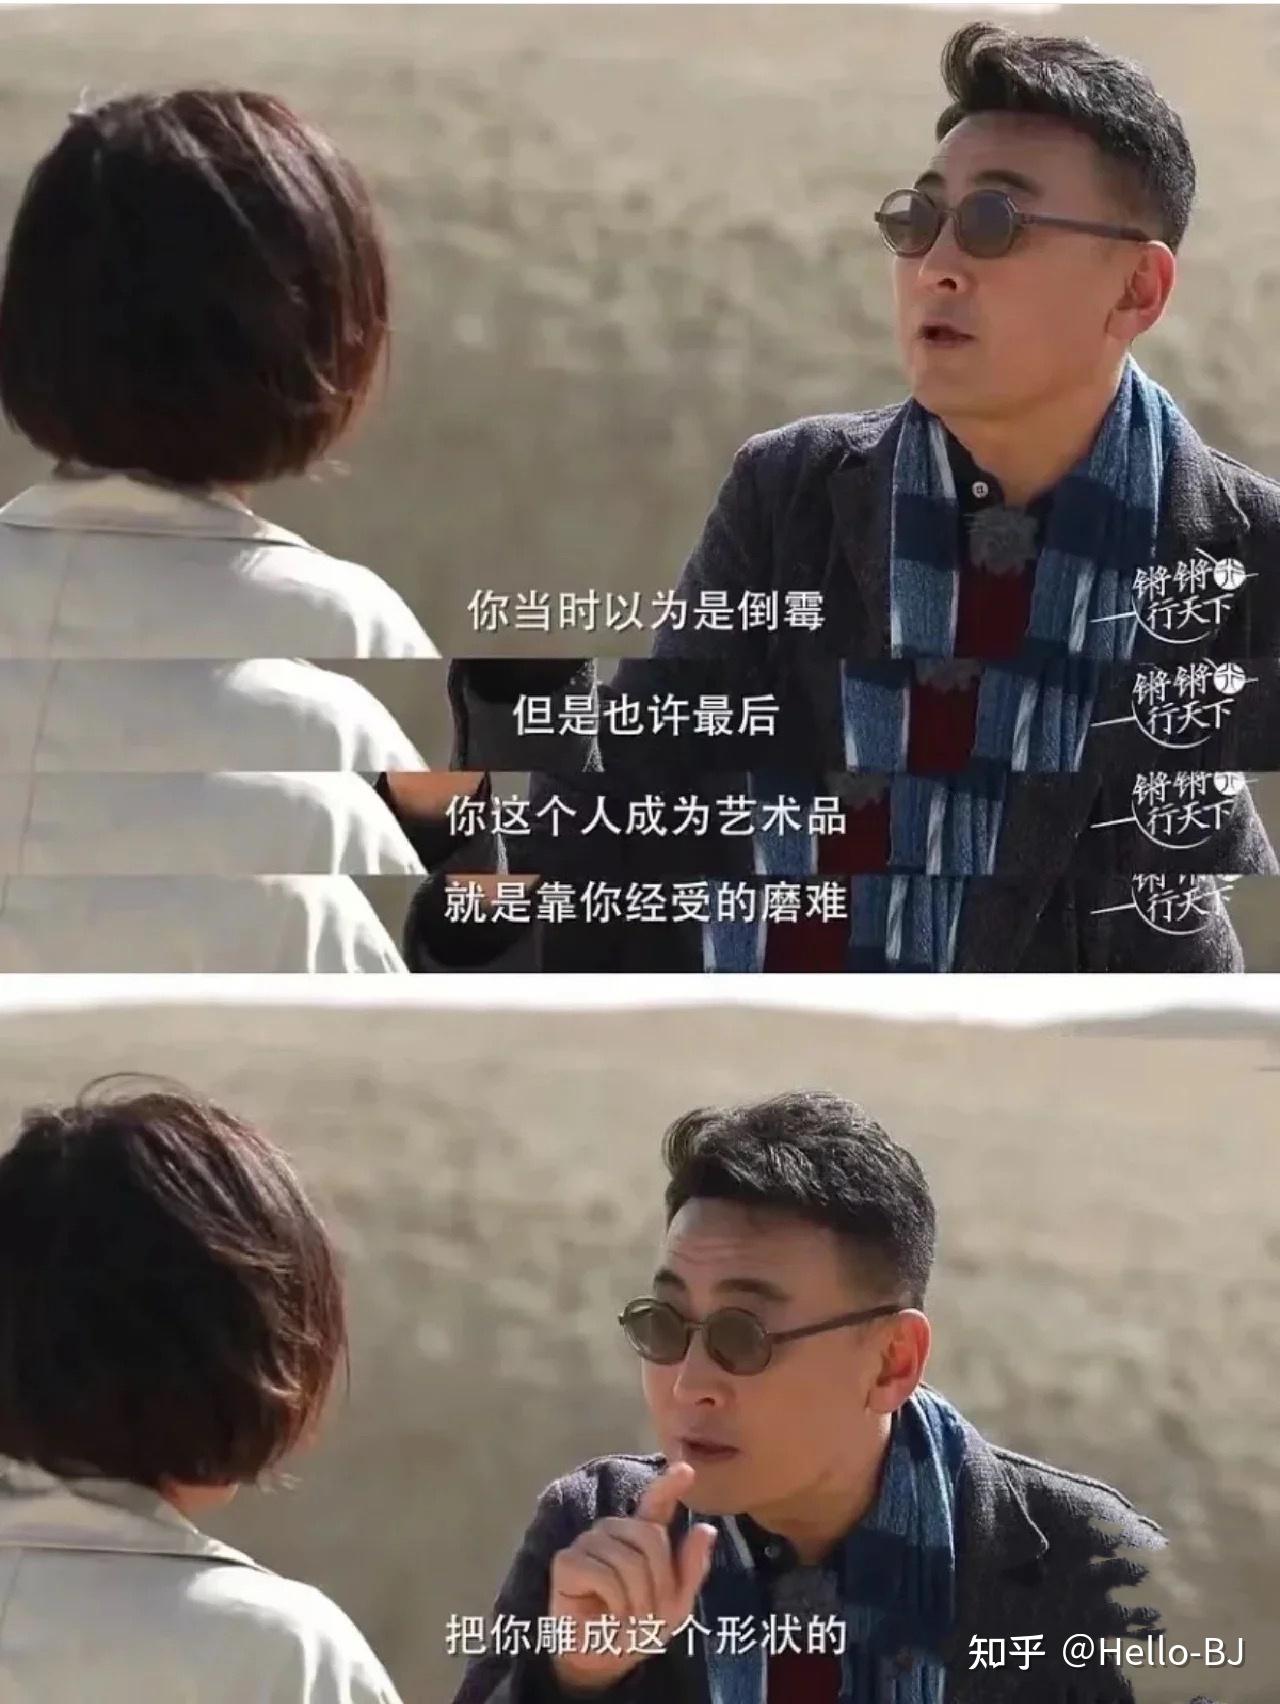 你当时以为是倒霉
锵锵行天下
但是也许最后
锵锵行天下
你这个人成为艺术品
锵锵行天下
就是靠你经受的磨难
锵锵行天下
把你雕成这个形状的
知乎 @Hello-BJ